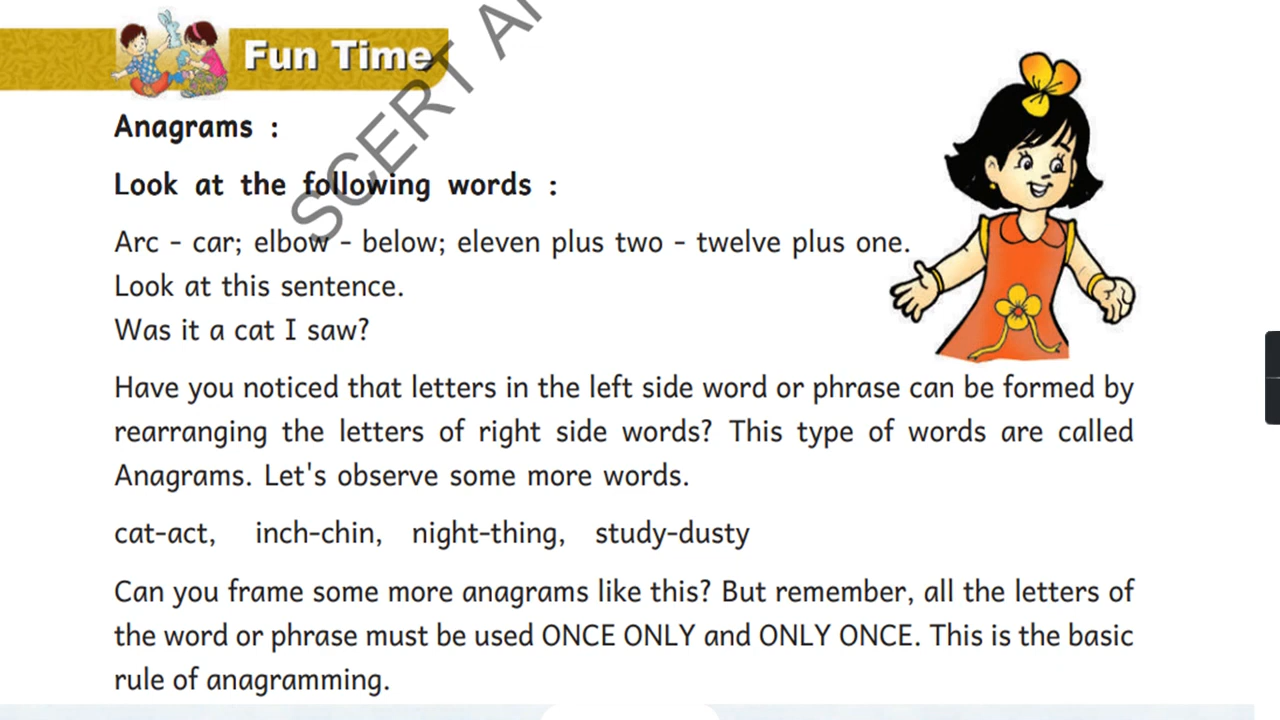 Fun Time
Anagrams :
Look at the following words :
Arc - car; elbow - below; eleven plus two - twelve plus one.
Look at this sentence.
Was it a cat I saw?
Have you noticed that letters in the left side word or phrase can be formed by
rearranging the letters of right side words? This type of words are called
Anagrams. Let's observe some more words.
cat-act, inch-chin, night-thing, study-dusty
Can you frame some more anagrams like this? But remember, all the letters of
the word or phrase must be used ONCE ONLY and ONLY ONCE. This is the basic
rule of anagramming.
SCERT